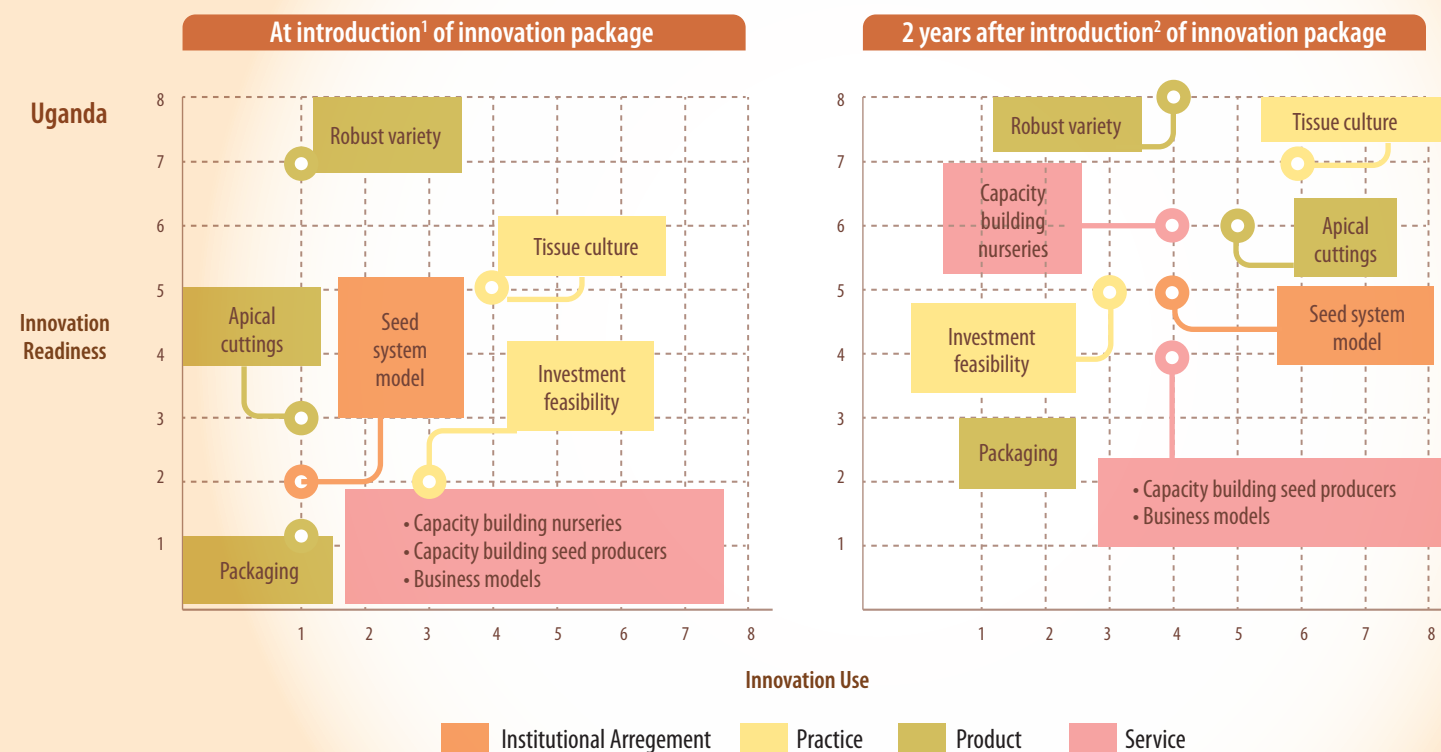 At introduction¹ of innovation package
2 years after introduction² of innovation package
Uganda
Innovation
Readiness
8
7
6
5
4
3
2
1
Robust variety
Tissue culture
Apical
cuttings
Seed
system
model
Investment
feasibility
• Capacity building nurseries
• Capacity building seed producers
• Business models
Packaging
1 2 3 4 5 6 7 8
8
7
6
5
4
3
2
1
Robust variety
Tissue culture
Capacity
building
nurseries
Apical
cuttings
Investment
feasibility
Seed system
model
Packaging
• Capacity building seed producers
• Business models
1 2 3 4 5 6 7 8
Innovation Use
Institutional Arregement Practice Product Service